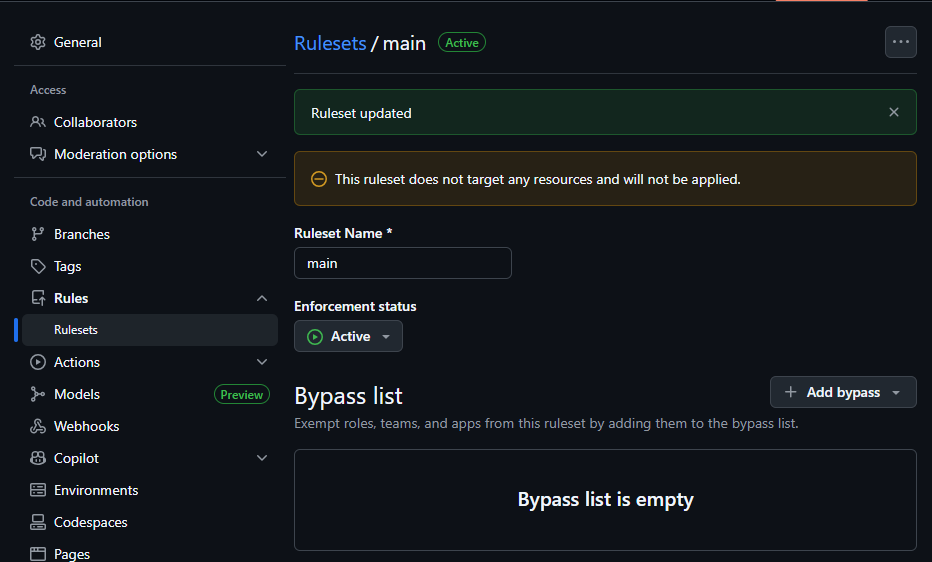 General
Access
Collaborators
Moderation options
Code and automation
Branches
Tags
Rules
Rulesets
Actions
Models Preview
Webhooks
Copilot
Environments
Codespaces
Pages
Rulesets / main Active
Ruleset updated
This ruleset does not target any resources and will not be applied.
Ruleset Name *
main
Enforcement status
Active
Bypass list
Add bypass
Exempt roles, teams, and apps from this ruleset by adding them to the bypass list.
Bypass list is empty